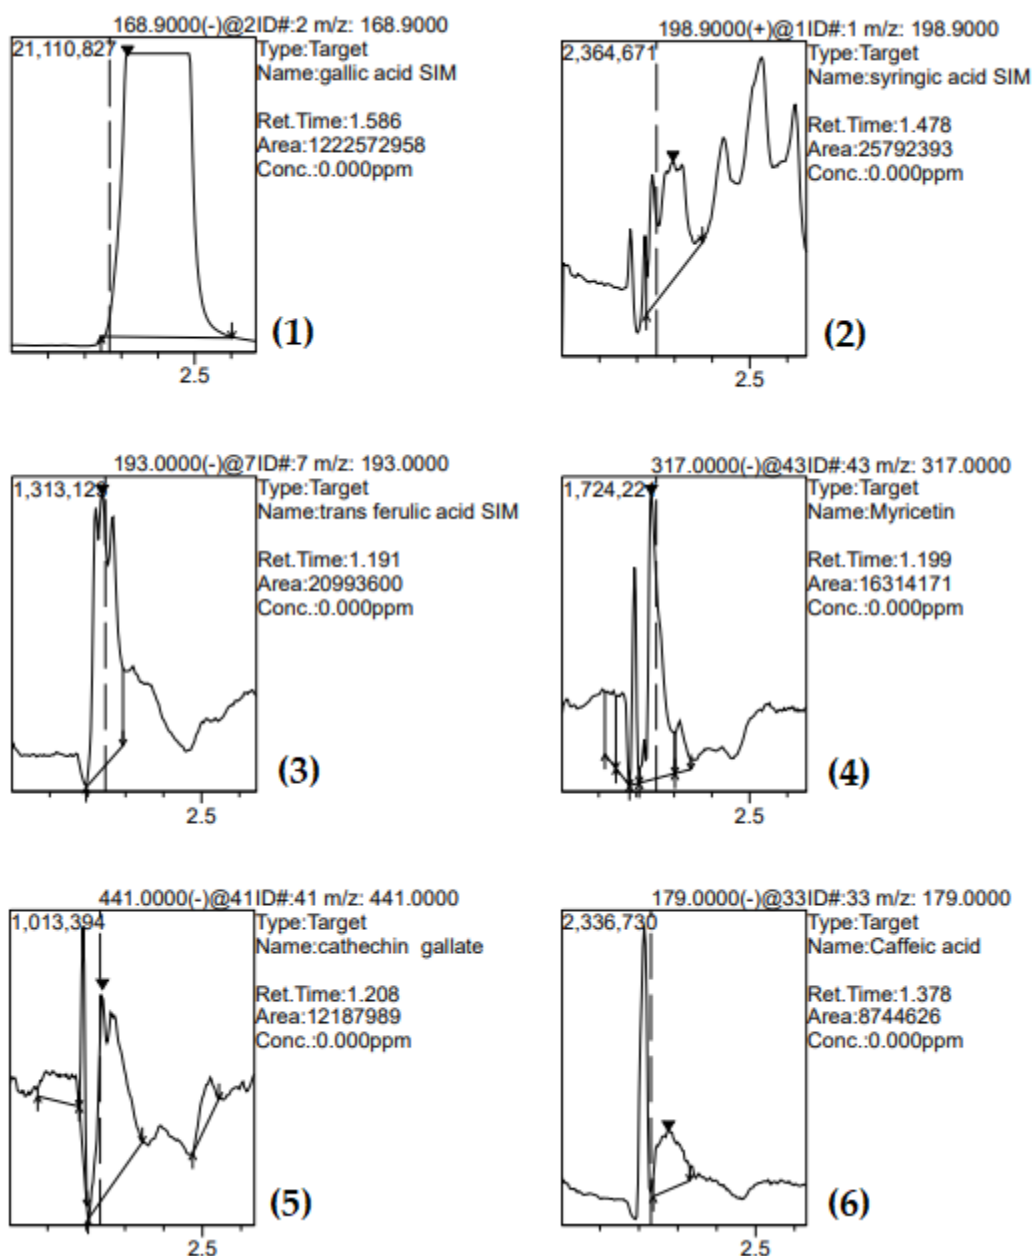 168.9000(-)@2ID#:2 m/z: 168.9000
21,110,827
Type:Target
Name:gallic acid SIM
Ret.Time:1.586
Area:1222572958
Conc.:0.000ppm
(1)
2.5
198.9000(+)@1ID#:1 m/z: 198.9000
2,364,671
Type:Target
Name:syringic acid SIM
Ret.Time:1.478
Area:25792393
Conc.:0.000ppm
(2)
2.5
193.0000(-)@7ID#:7 m/z: 193.0000
Type:Target
Name:trans ferulic acid SIM
Ret.Time:1.191
Area:20993600
Conc.:0.000ppm
(3)
2.5
317.0000(-)@43ID#:43 m/z: 317.0000
Type:Target
Name:Myricetin
Ret.Time:1.199
Area:16314171
Conc.:0.000ppm
(4)
2.5
441.0000(-)@41ID#:41 m/z: 441.0000
1,013,394
Type:Target
Name:cathechin gallate
Ret.Time:1.208
Area:12187989
Conc.:0.000ppm
(5)
2.5
179.0000(-)@33ID#:33 m/z: 179.0000
2,336,730
Type:Target
Name:Caffeic acid
Ret.Time:1.378
Area:8744626
Conc.:0.000ppm
(6)
2.5